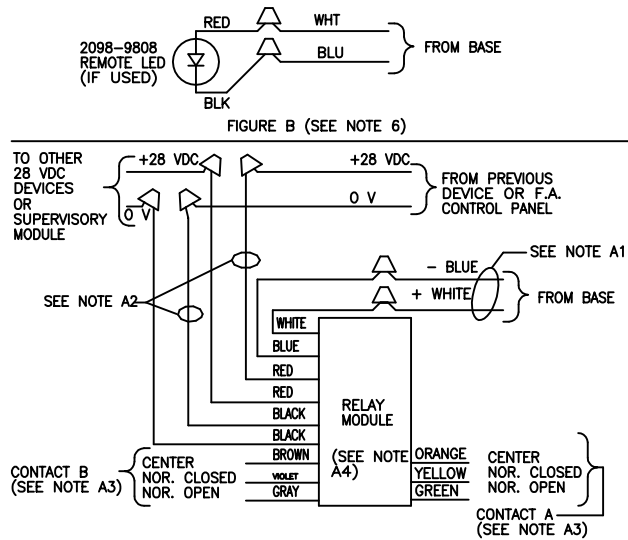 RED WHT
2098-9808
REMOTE LED
(IF USED)
BLU
FROM BASE
BLK
FIGURE B (SEE NOTE 6)
TO OTHER
28 VDC
DEVICES
OR
SUPERVISORY
MODULE
+28 VDC
0 V
+28 VDC
0 V
FROM PREVIOUS
DEVICE OR F.A.
CONTROL PANEL
SEE NOTE A1
- BLUE
+ WHITE
FROM BASE
SEE NOTE A2
WHITE
BLUE
RED
RED
BLACK
BLACK
BROWN
VIOLET
GRAY
RELAY
MODULE
(SEE NOTE
A4)
ORANGE
YELLOW
GREEN
CONTACT B
(SEE NOTE A3)
CENTER
NOR. CLOSED
NOR. OPEN
CENTER
NOR. CLOSED
NOR. OPEN
CONTACT A
(SEE NOTE A3)